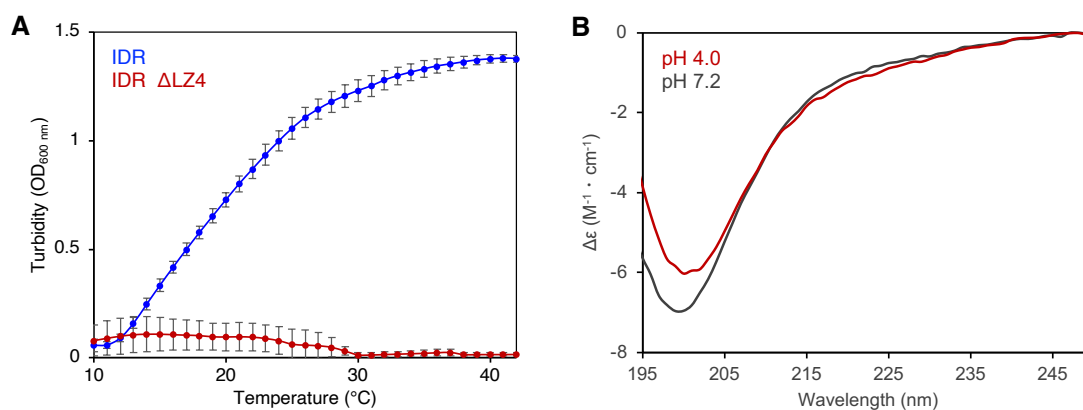 A
IDR
IDR ΔLZ4
1.5
1
0.5
0
10
20
30
40
Turbidity (OD600 nm)
Temperature (°C)
B
pH 4.0
pH 7.2
0
-2
-4
-6
-8
195
205
215
225
235
245
Δε (M⁻¹ · cm⁻¹)
Wavelength (nm)